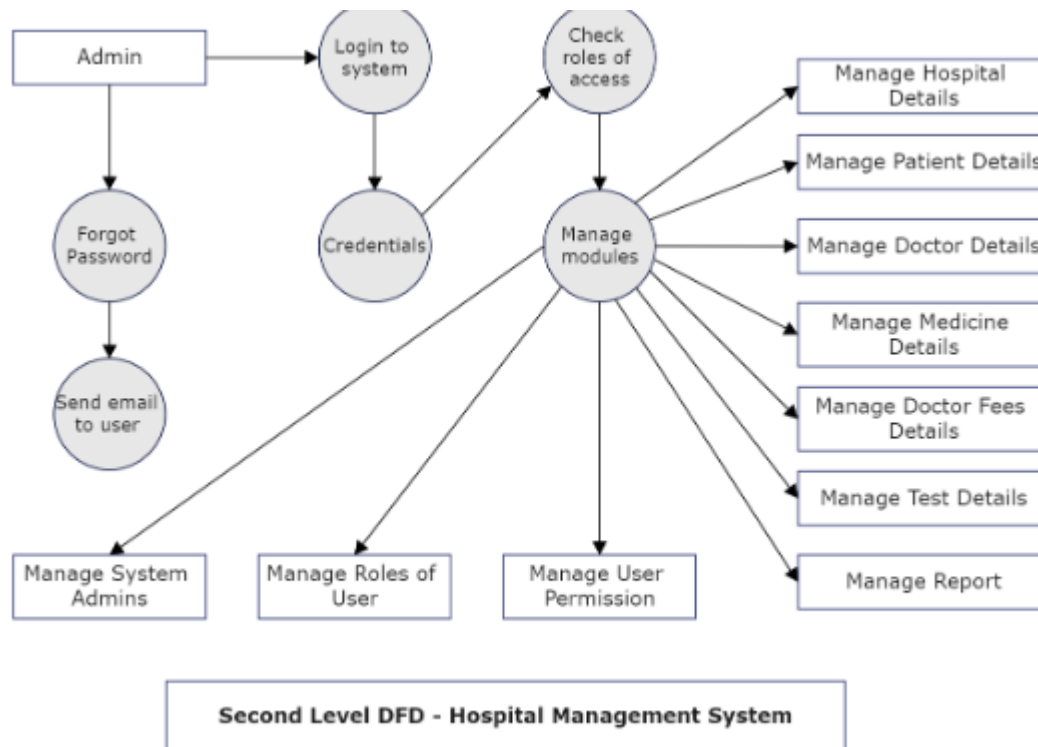 Admin
Login to
system
Check
roles of
access
Manage Hospital
Details
Manage Patient Details
Forgot
Password
Credentials
Manage
modules
Manage Doctor Details
Manage Medicine
Details
Send email
to user
Manage Doctor Fees
Details
Manage Test Details
Manage System
Admins
Manage Roles of
User
Manage User
Permission
Manage Report
Second Level DFD - Hospital Management System